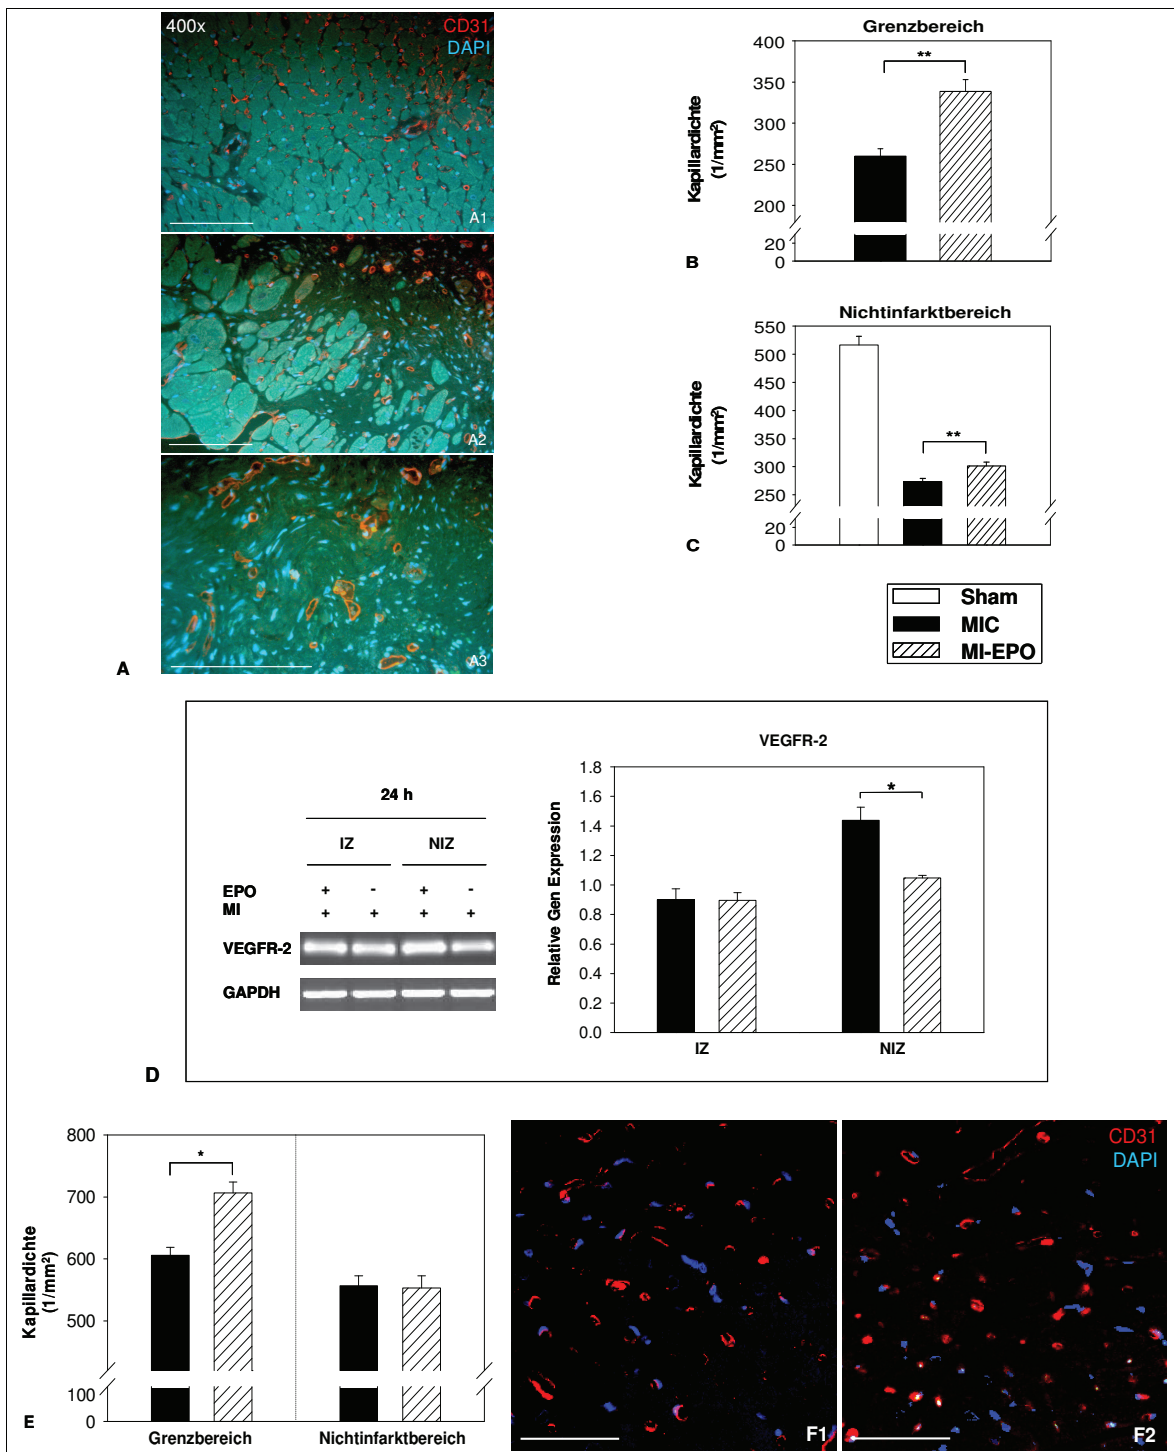 400x
CD31
DAPI
A1
A2
A3
A
Grenzbereich
Kapillardichte
(1/mm²)
400
350
300
250
200
20
0
**
B
Nichtinfarktbereich
Kapillardichte
(1/mm²)
550
500
450
400
350
300
250
20
0
**
C
Sham
MIC
MI-EPO
24 h
IZ NIZ
EPO + - + -
MI + + + +
VEGFR-2
GAPDH
VEGFR-2
Relative Gen Expression
1.8
1.6
1.4
1.2
1.0
0.8
0.6
0.4
0.2
0.0
*
IZ NIZ
D
Kapillardichte
(1/mm²)
800
700
600
500
100
0
*
Grenzbereich Nichtinfarktbereich
E
F1
CD31
DAPI
F2